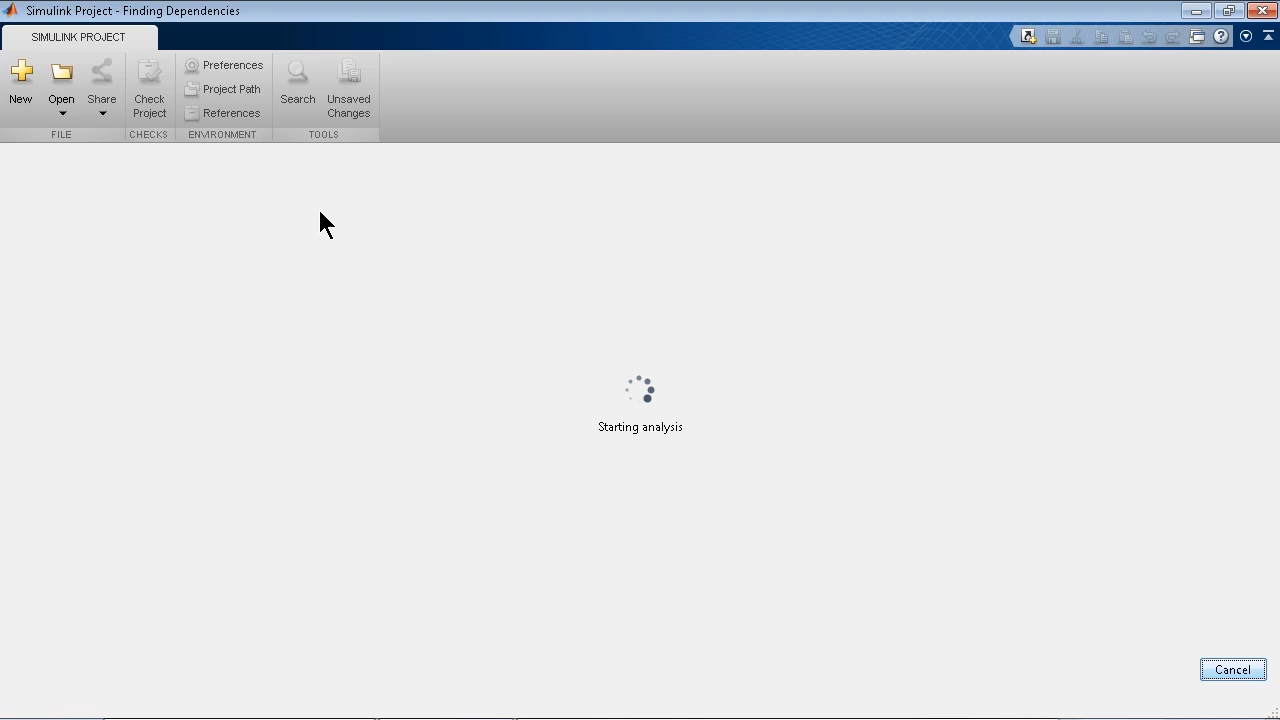 Simulink Project - Finding Dependencies
SIMULINK PROJECT
New
Open
Share
Check
Project
Preferences
Project Path
References
Search
Unsaved
Changes
FILE
CHECKS
ENVIRONMENT
TOOLS
Starting analysis
Cancel